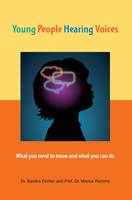 Young People Hearing Voices
What you need to know and what you can do
Dr. Sandra Escher and Prof. Dr. Marius Romme